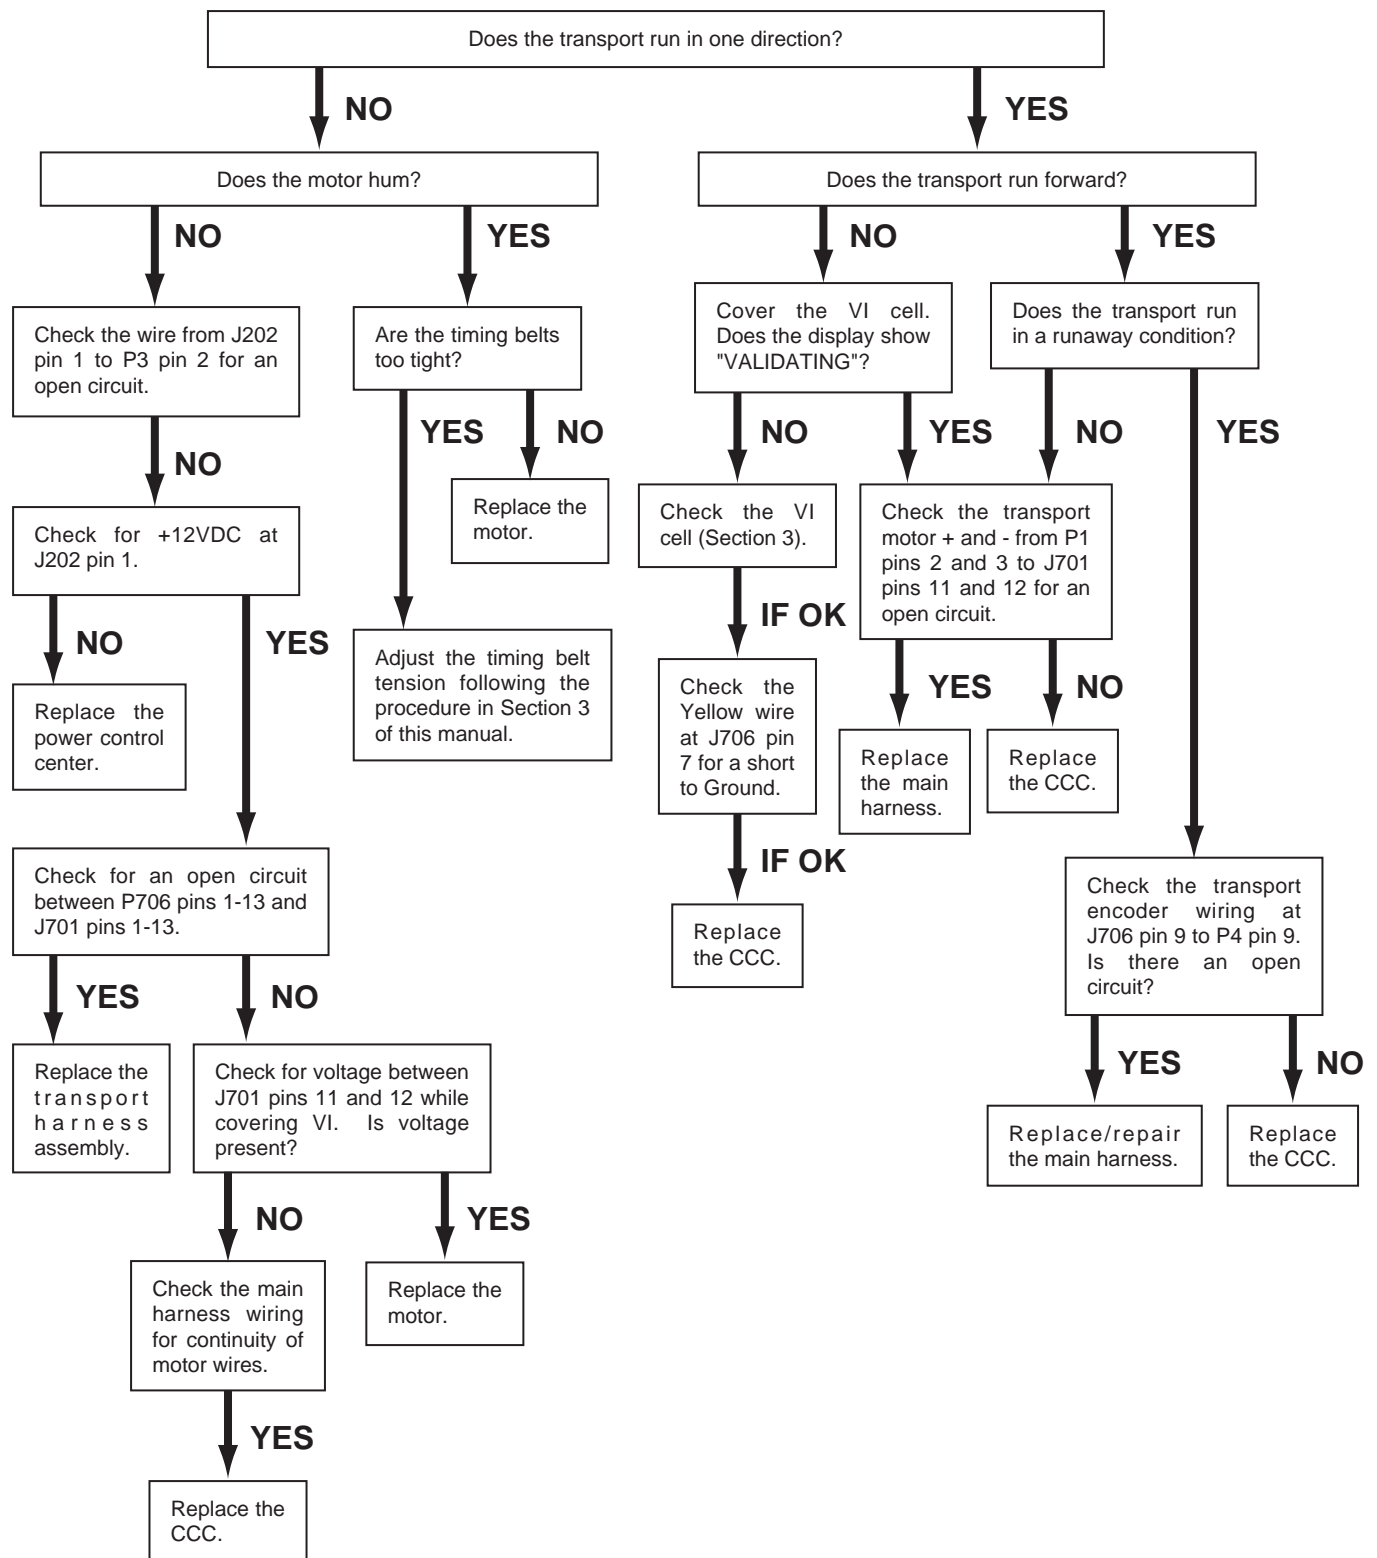 Does the transport run in one direction?
NO
YES
Does the motor hum?
Does the transport run forward?
NO
YES
NO
YES
Check the wire from J202
pin 1 to P3 pin 2 for an
open circuit.
Are the timing belts
too tight?
Cover the VI cell.
Does the display show
"VALIDATING"?
Does the transport run
in a runaway condition?
NO
YES
NO
NO
YES
NO
YES
Check for +12VDC at
J202 pin 1.
Replace the
motor.
Check the VI
cell (Section 3).
Check the transport
motor + and - from P1
pins 2 and 3 to J701
pins 11 and 12 for an
open circuit.
NO
YES
IF OK
YES
NO
Replace the
power control
center.
Adjust the timing belt
tension following the
procedure in Section 3
of this manual.
Check the
Yellow wire
at J706 pin
7 for a short
to Ground.
Replace
the main
harness.
Replace
the CCC.
IF OK
Check for an open circuit
between P706 pins 1-13 and
J701 pins 1-13.
Replace
the CCC.
Check the transport
encoder wiring at
J706 pin 9 to P4 pin 9.
Is there an open
circuit?
YES
NO
YES
NO
Replace the
transport
harness
assembly.
Check for voltage between
J701 pins 11 and 12 while
covering VI. Is voltage
present?
Replace/repair
the main harness.
Replace
the CCC.
NO
YES
Check the main
harness wiring
for continuity of
motor wires.
Replace the
motor.
YES
Replace the
CCC.